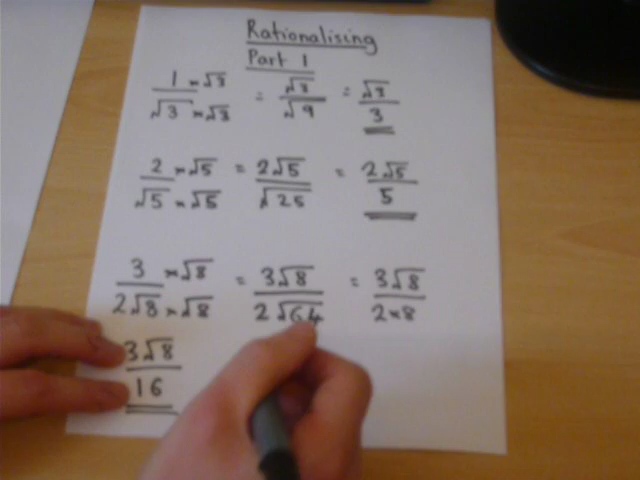 Rationalising
Part 1
1 × √3 / √3 × √3 = √3 / √9 = √3 / 3
2 × √5 / √5 × √5 = 2√5 / √25 = 2√5 / 5
3 × √8 / 2√8 × √8 = 3√8 / 2√64 = 3√8 / 2×8
3√8 / 16